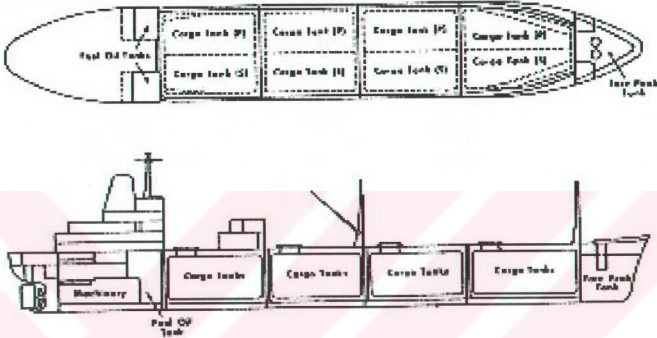 Cargo Tank (P) Cargo Tank (P) Cargo Tank (P) Cargo Tank (P)
Fuel Oil Tanks
Cargo Tank (S) Cargo Tank (S) Cargo Tank (S) Cargo Tank (S)
Fore Peak
Tank
Cargo Tanks Cargo Tanks Cargo Tanks Cargo Tanks
Fore Peak
Tank
Machinery
Fuel Oil
Tank